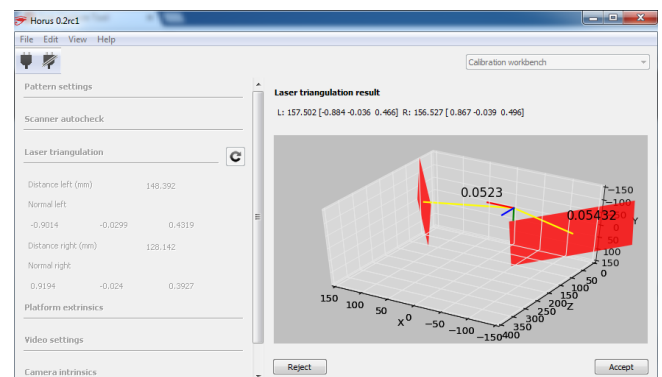 Horus 0.2rc1
File Edit View Help
Calibration workbench
Pattern settings
Scanner autocheck
Laser triangulation
Distance left (mm) 148.392
Normal left
-0.9014 -0.0299 0.4319
Distance right (mm) 128.142
Normal right
0.9194 -0.024 0.3927
Platform extrinsics
Video settings
Camera intrinsics
Laser triangulation result
L: 157.502 [-0.884 -0.036 0.466] R: 156.527 [ 0.867 -0.039 0.496]
0.0523
0.05432
−150
0
50
100
150
Y
150 100 50 0 −50 −100 −150
X
400 350 300 250 200 150 100 50 0
Z
Reject Accept